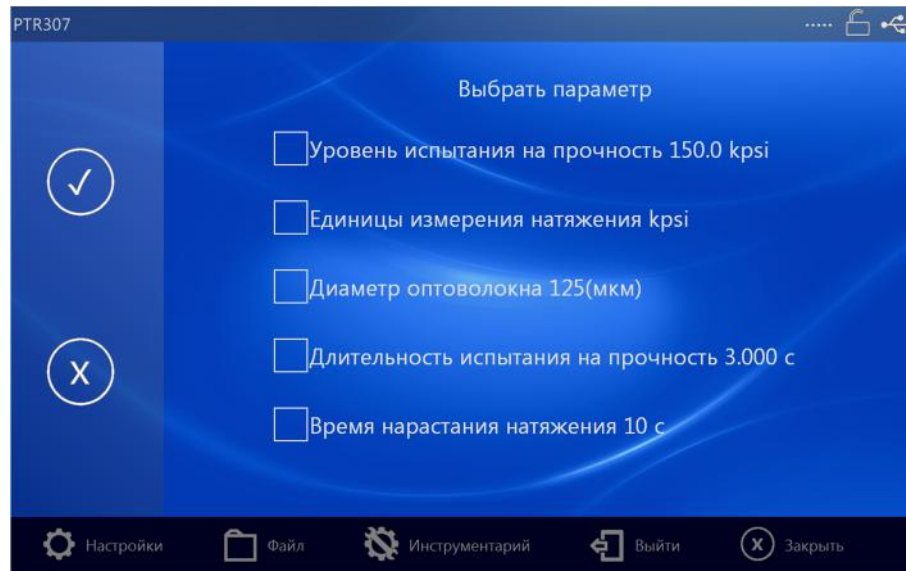 PTR307
Выбрать параметр
Уровень испытания на прочность 150.0 kpsi
Единицы измерения натяжения kpsi
Диаметр оптоволокна 125(мкм)
Длительность испытания на прочность 3.000 с
Время нарастания натяжения 10 с
X
Настройки Файл Инструментарий Выйти X Закрыть